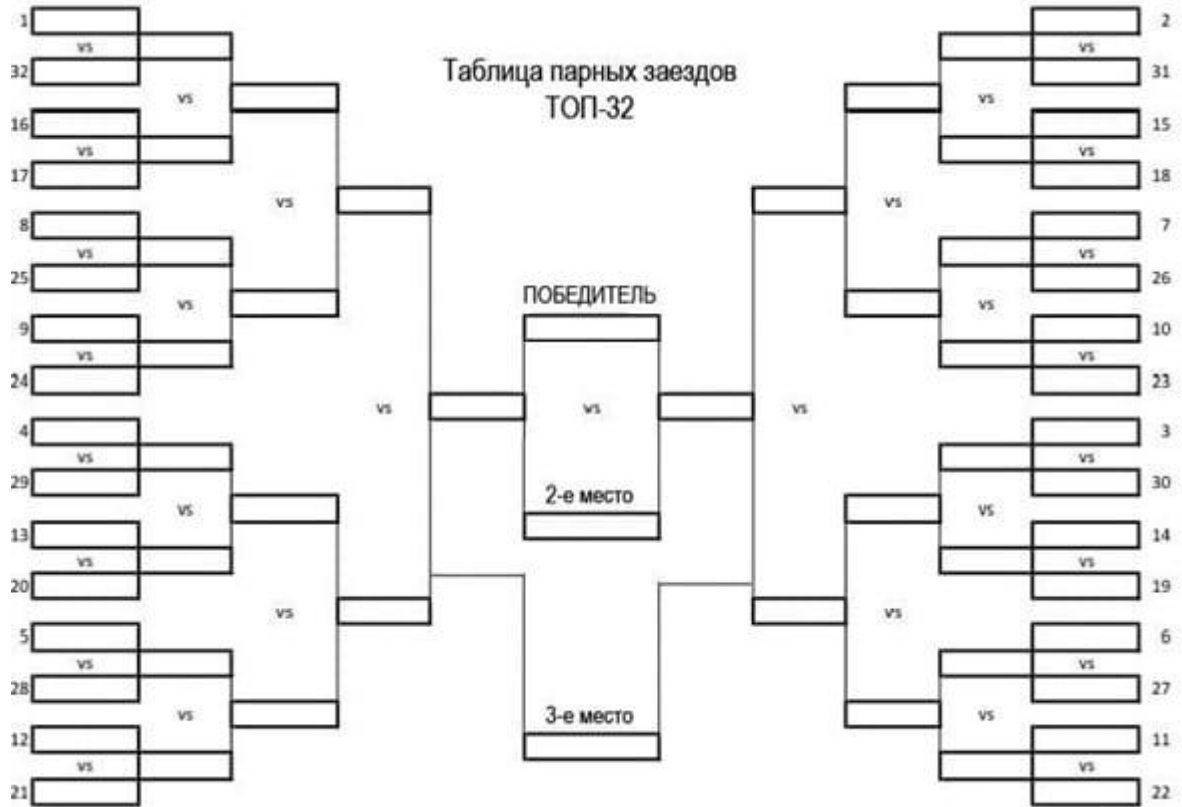 Таблица парных заездов
ТОП-32
1
vs
32
vs
16
vs
17
vs
8
vs
25
vs
9
vs
24
vs
4
vs
29
vs
13
vs
20
vs
5
vs
28
vs
12
vs
21
ПОБЕДИТЕЛЬ
vs
2-е место
3-е место
2
vs
31
vs
15
vs
18
vs
7
vs
26
vs
10
vs
23
vs
3
vs
30
vs
14
vs
19
vs
6
vs
27
vs
11
vs
22